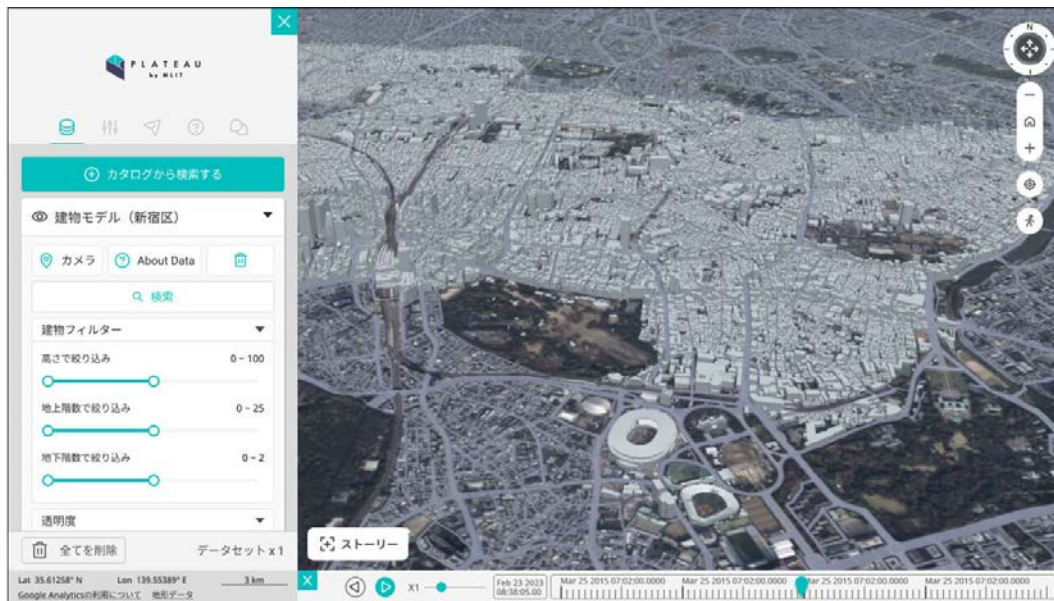 PLATEAU
by MLIT
カタログから検索する
建物モデル（新宿区）
カメラ
About Data
検索
建物フィルター
高さで絞り込み 0 ~ 100
地上階数で絞り込み 0 ~ 25
地下階数で絞り込み 0 ~ 2
透明度
全てを削除 データセット x 1
Lat 35.61258° N Lon 139.55389° E 3 km
Google Analyticsの利用について 地形データ
N
ストーリー
X1
Feb 23 2023
08:38:05.00
Mar 25 2015 07:02:00.0000 Mar 25 2015 07:02:00.0000 Mar 25 2015 07:02:00.0000 Mar 25 2015 07:02:00.0000